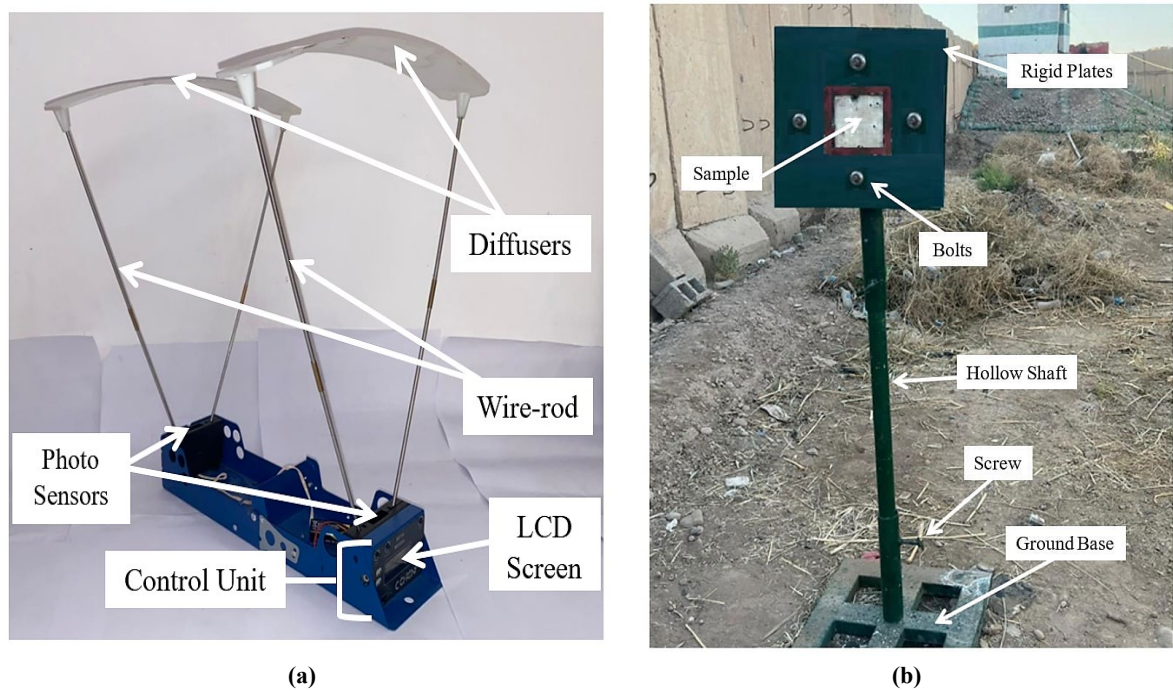 Diffusers
Wire-rod
Photo
Sensors
LCD
Screen
Control Unit
(a)
Rigid Plates
Sample
Bolts
Hollow Shaft
Screw
Ground Base
(b)